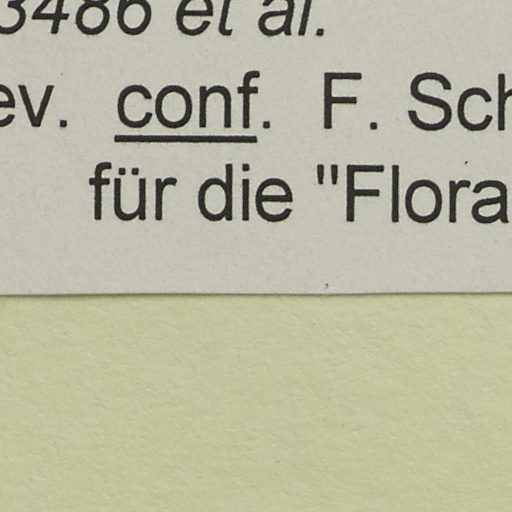 3486 et al.
ev. conf. F. Sch
für die "Flora